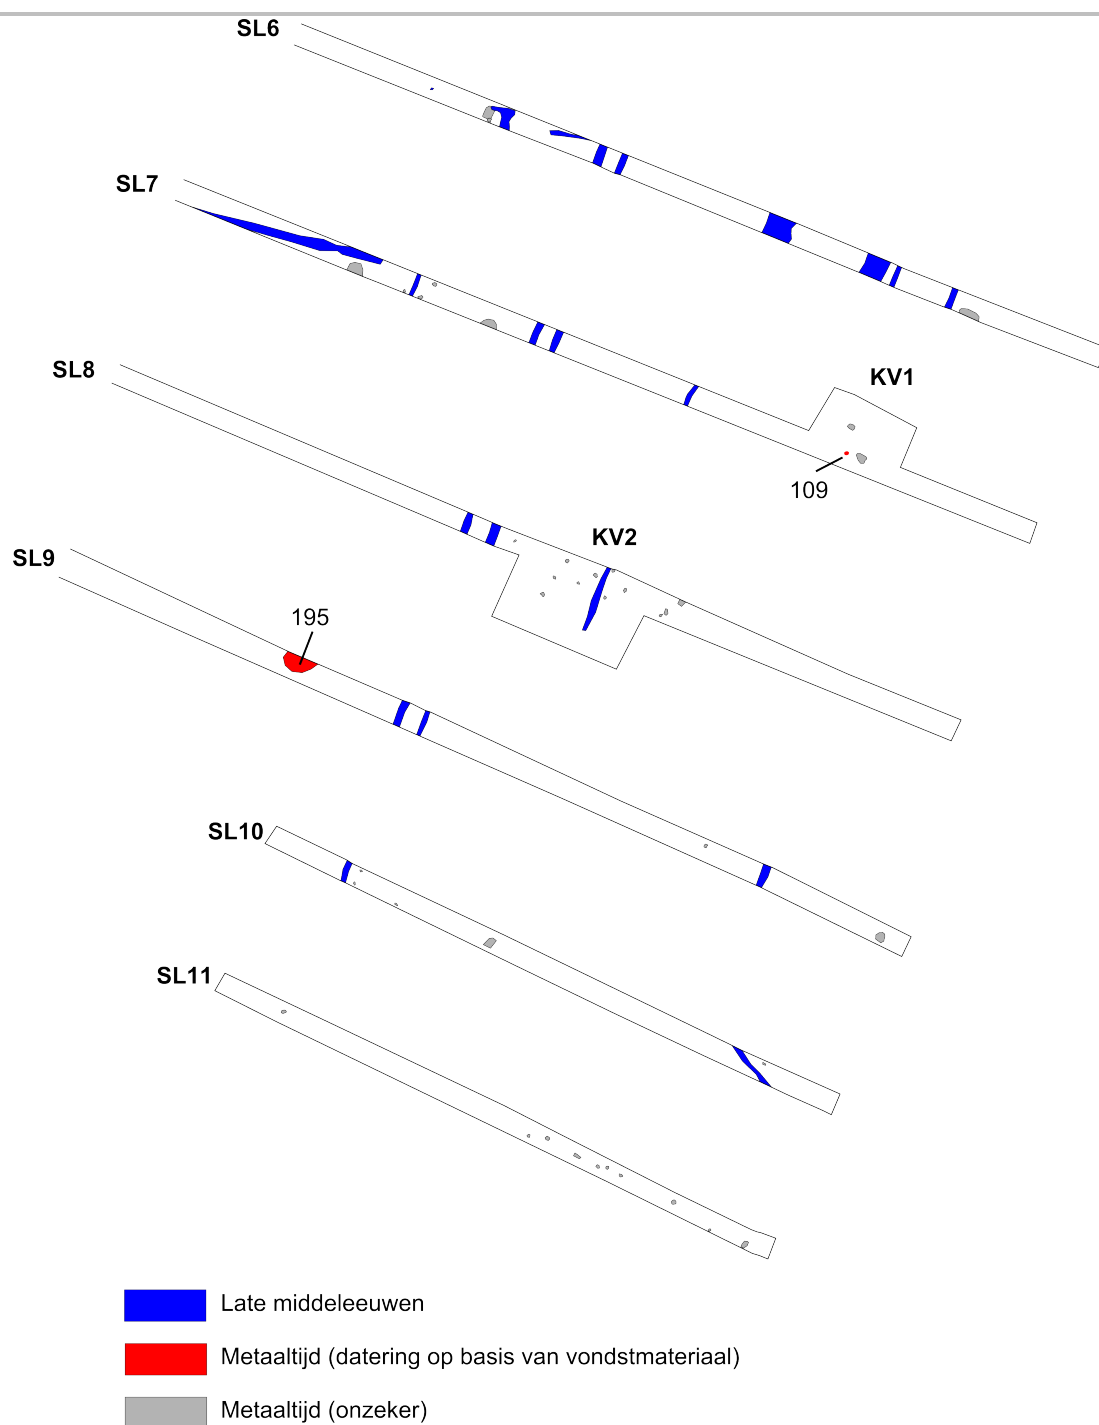 SL6
SL7
SL8
KV1
109
KV2
SL9
195
SL10
SL11
Late middeleeuwen
Metaaltijd (datering op basis van vondstmateriaal)
Metaaltijd (onzeker)